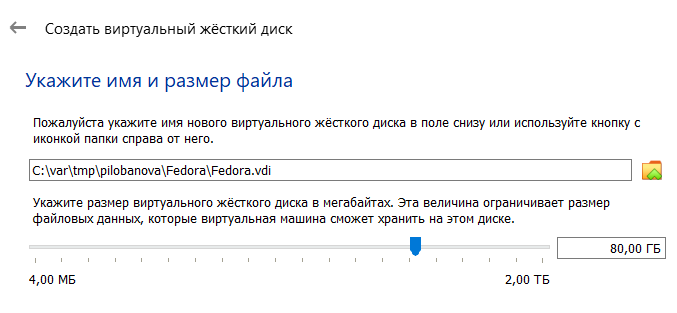 Создать виртуальный жёсткий диск
Укажите имя и размер файла
Пожалуйста укажите имя нового виртуального жёсткого диска в поле снизу или используйте кнопку с
иконкой папки справа от него.
C:\var\tmp\pilobanova\Fedora\Fedora.vdi
Укажите размер виртуального жёсткого диска в мегабайтах. Эта величина ограничивает размер
файловых данных, которые виртуальная машина сможет хранить на этом диске.
80,00 ГБ
4,00 МБ 2,00 ТБ